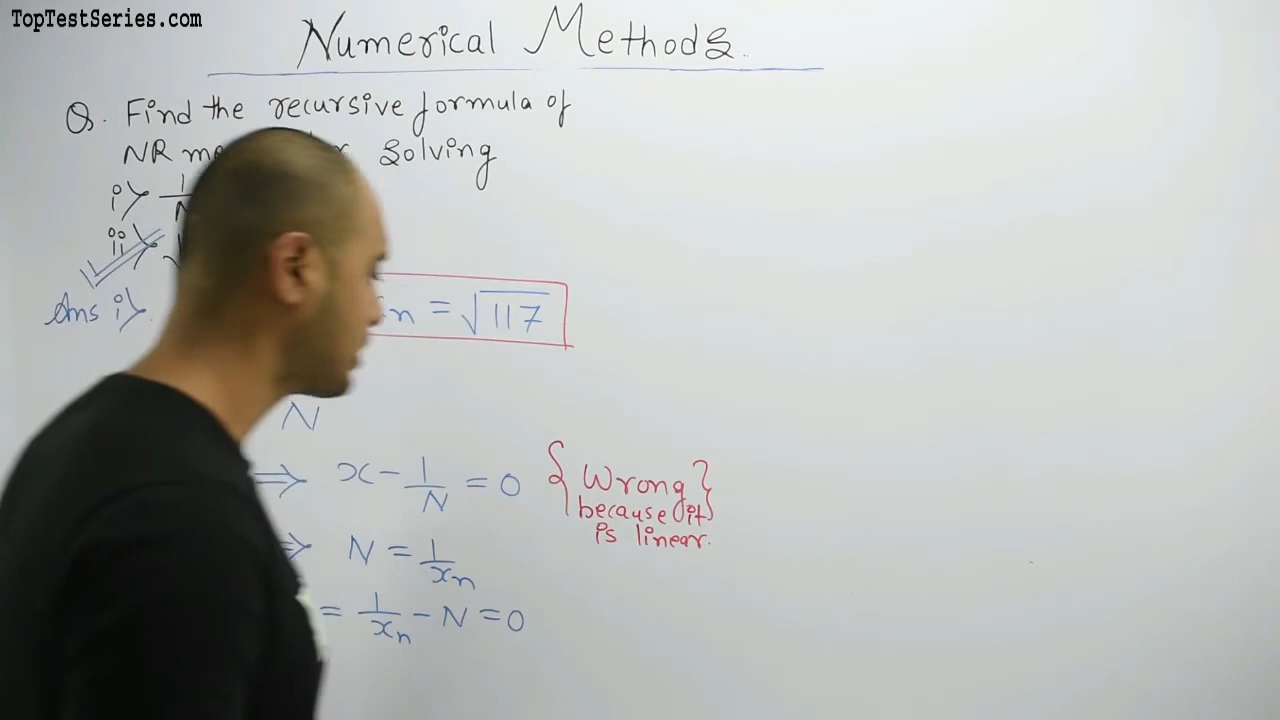 TopTestSeries.com
Numerical Methods.
Q. Find the recursive formula of
NR solving
i> 1/N
ii>
Ans i>. n = √117
N
⇒ x - 1/N = 0 {Wrong}
because it
is linear.
⇒ N = 1/xn
= 1/xn - N = 0